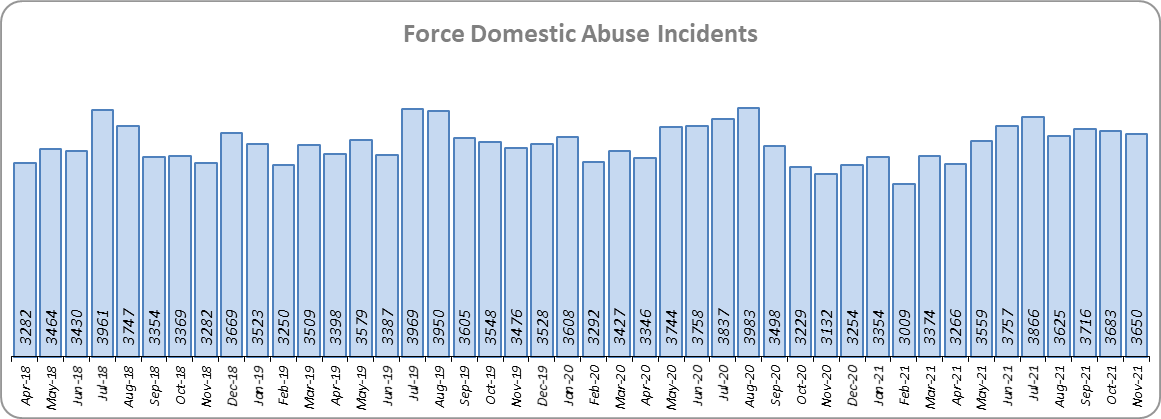 Force Domestic Abuse Incidents
3282 3464 3430 3961 3747 3354 3369 3282 3669 3523 3250 3509 3398 3579 3387 3969 3950 3605 3548 3476 3528 3608 3292 3427 3346 3744 3758 3837 3983 3498 3229 3132 3254 3354 3009 3374 3266 3559 3757 3866 3625 3716 3683 3650
Apr-18 May-18 Jun-18 Jul-18 Aug-18 Sep-18 Oct-18 Nov-18 Dec-18 Jan-19 Feb-19 Mar-19 Apr-19 May-19 Jun-19 Jul-19 Aug-19 Sep-19 Oct-19 Nov-19 Dec-19 Jan-20 Feb-20 Mar-20 Apr-20 May-20 Jun-20 Jul-20 Aug-20 Sep-20 Oct-20 Nov-20 Dec-20 Jan-21 Feb-21 Mar-21 Apr-21 May-21 Jun-21 Jul-21 Aug-21 Sep-21 Oct-21 Nov-21